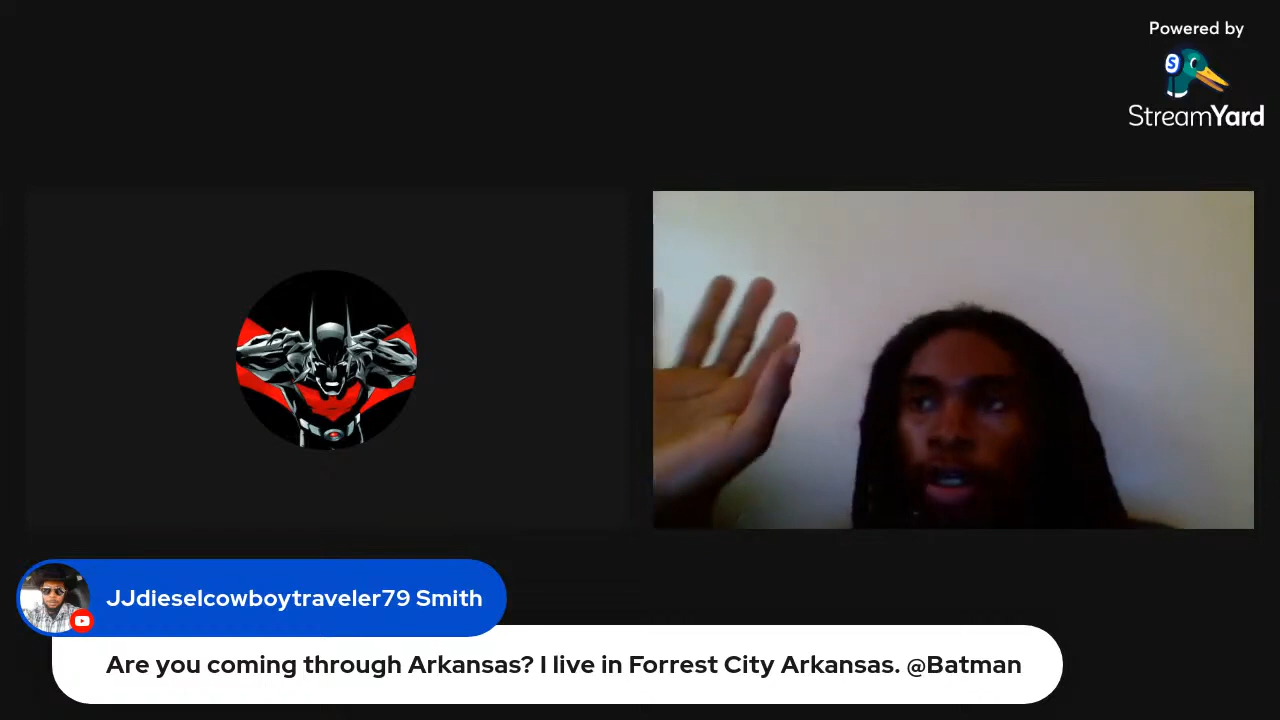 Powered by
S
StreamYard
JJdieselcowboytraveler79 Smith
Are you coming through Arkansas? I live in Forrest City Arkansas. @Batman